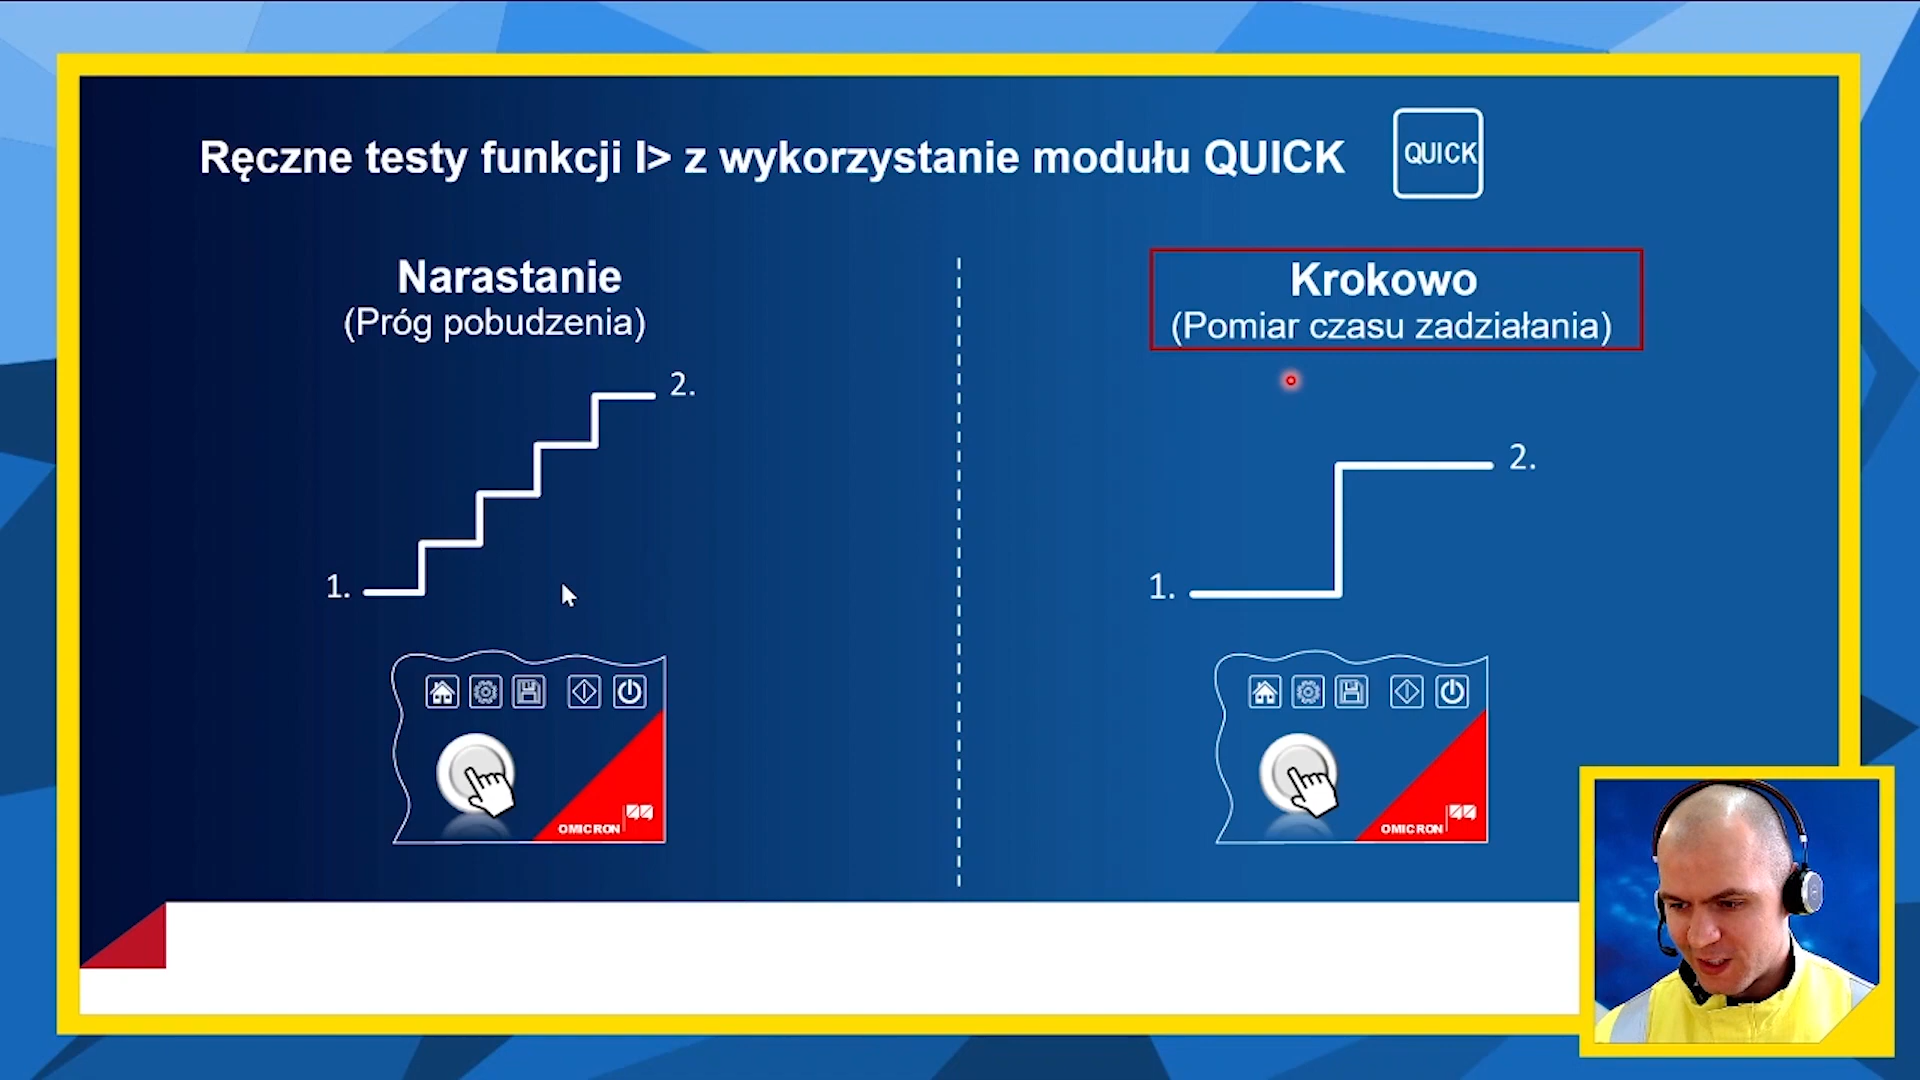 Ręczne testy funkcji I> z wykorzystanie modułu QUICK
QUICK
Narastanie
(Próg pobudzenia)
Krokowo
(Pomiar czasu zadziałania)
2.
1.
2.
1.
OMICRON
OMICRON